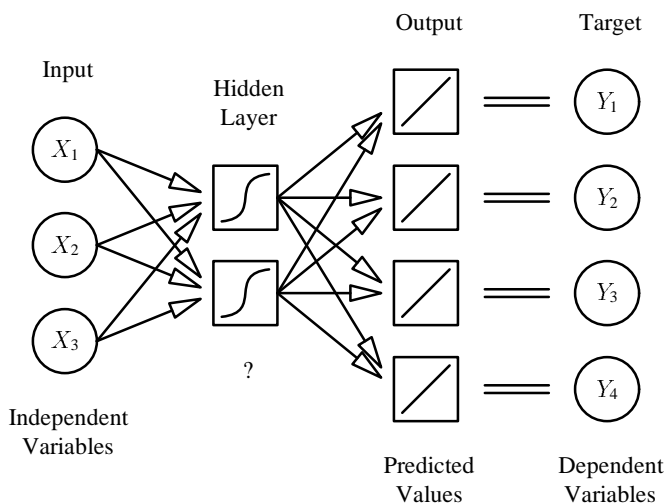 Output
Target
Input
Hidden
Layer
X1
X2
X3
Y1
Y2
Y3
Y4
?
Independent
Variables
Predicted
Values
Dependent
Variables